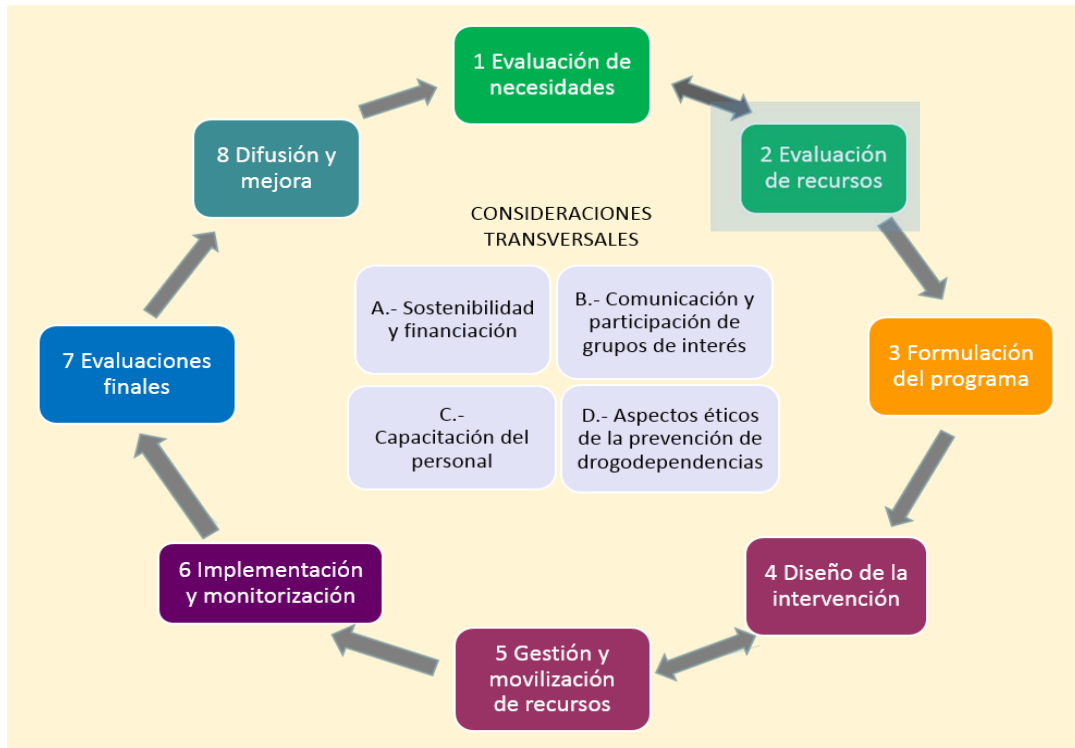 1 Evaluación de
necesidades
2 Evaluación
de recursos
3 Formulación
del programa
4 Diseño de la
intervención
5 Gestión y
movilización
de recursos
6 Implementación
y monitorización
7 Evaluaciones
finales
8 Difusión y
mejora
CONSIDERACIONES
TRANSVERSALES
A.- Sostenibilidad
y financiación
B.- Comunicación y
participación de
grupos de interés
C.-
Capacitación del
personal
D.- Aspectos éticos
de la prevención de
drogodependencias